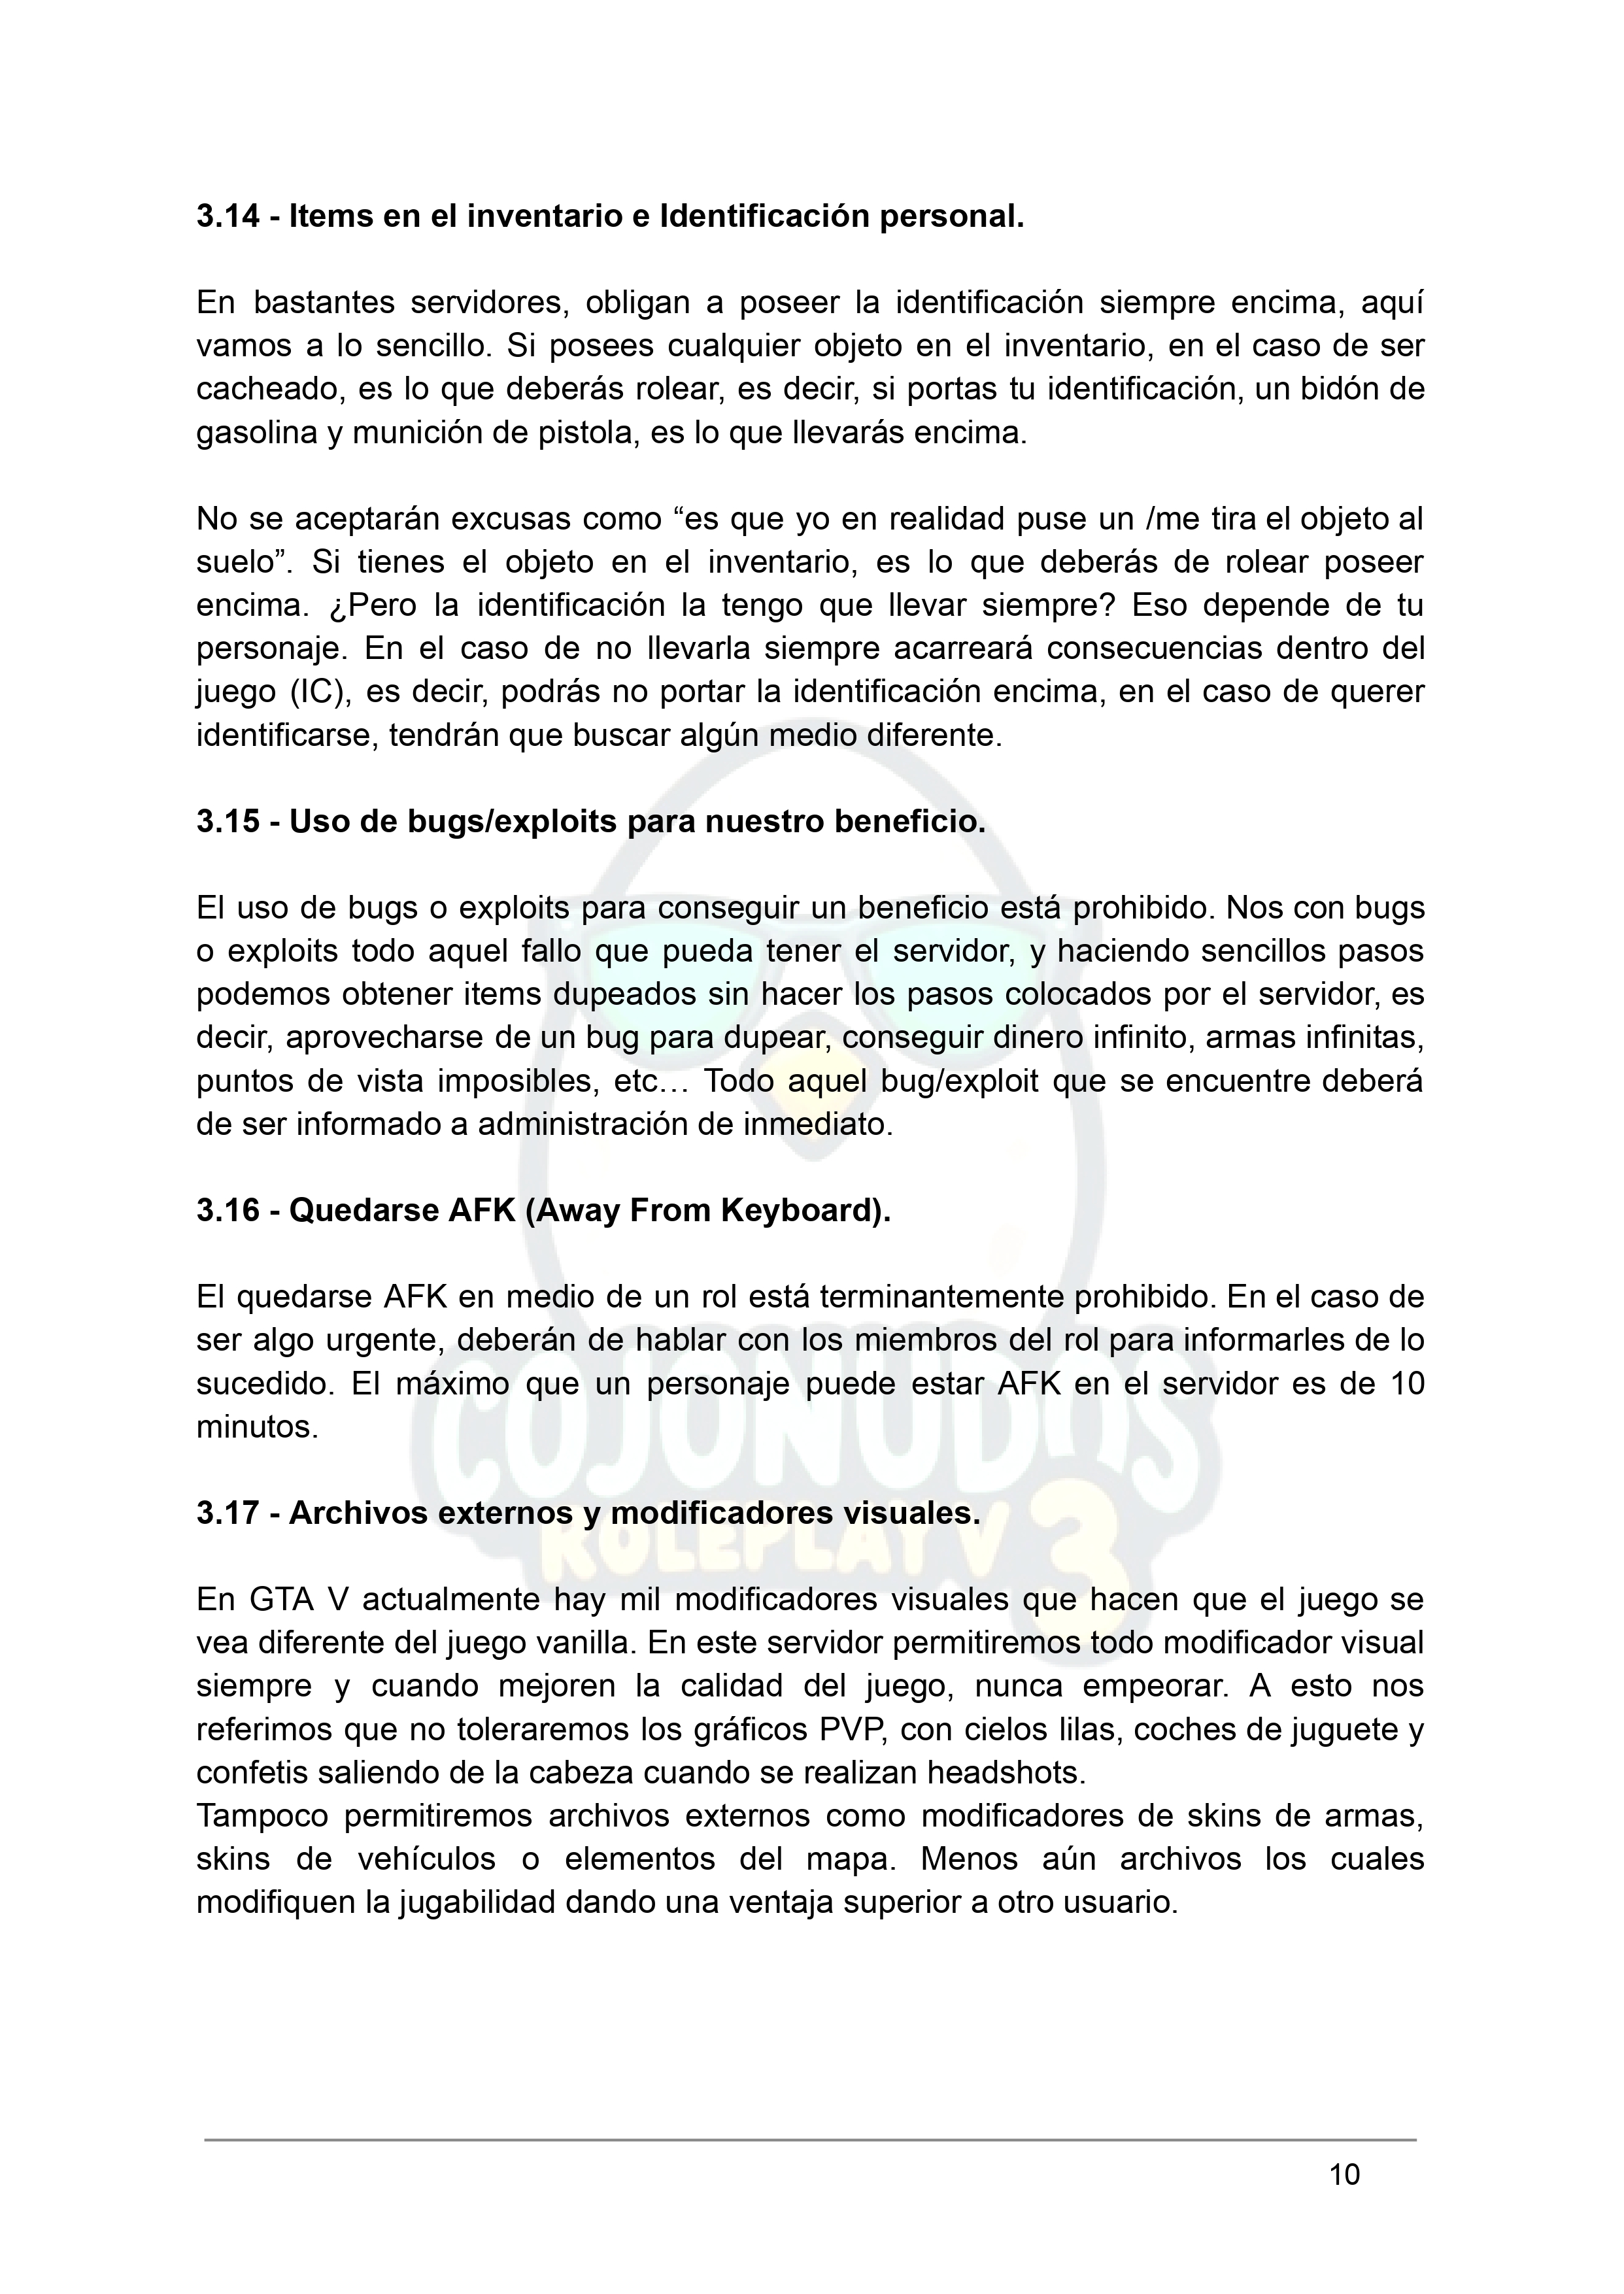 3.14 - Items en el inventario e Identificación personal.
En bastantes servidores, obligan a poseer la identificación siempre encima, aquí
vamos a lo sencillo. Si posees cualquier objeto en el inventario, en el caso de ser
cacheado, es lo que deberás rolear, es decir, si portas tu identificación, un bidón de
gasolina y munición de pistola, es lo que llevarás encima.
No se aceptarán excusas como “es que yo en realidad puse un /me tira el objeto al
suelo”. Si tienes el objeto en el inventario, es lo que deberás de rolear poseer
encima. ¿Pero la identificación la tengo que llevar siempre? Eso depende de tu
personaje. En el caso de no llevarla siempre acarreará consecuencias dentro del
juego (IC), es decir, podrás no portar la identificación encima, en el caso de querer
identificarse, tendrán que buscar algún medio diferente.
3.15 - Uso de bugs/exploits para nuestro beneficio.
El uso de bugs o exploits para conseguir un beneficio está prohibido. Nos con bugs
o exploits todo aquel fallo que pueda tener el servidor, y haciendo sencillos pasos
podemos obtener items dupeados sin hacer los pasos colocados por el servidor, es
decir, aprovecharse de un bug para dupear, conseguir dinero infinito, armas infinitas,
puntos de vista imposibles, etc… Todo aquel bug/exploit que se encuentre deberá
de ser informado a administración de inmediato.
3.16 - Quedarse AFK (Away From Keyboard).
El quedarse AFK en medio de un rol está terminantemente prohibido. En el caso de
ser algo urgente, deberán de hablar con los miembros del rol para informarles de lo
sucedido. El máximo que un personaje puede estar AFK en el servidor es de 10
minutos.
COJONUDOS
ROLEPLAY V3
3.17 - Archivos externos y modificadores visuales.
En GTA V actualmente hay mil modificadores visuales que hacen que el juego se
vea diferente del juego vanilla. En este servidor permitiremos todo modificador visual
siempre y cuando mejoren la calidad del juego, nunca empeorar. A esto nos
referimos que no toleraremos los gráficos PVP, con cielos lilas, coches de juguete y
confetis saliendo de la cabeza cuando se realizan headshots.
Tampoco permitiremos archivos externos como modificadores de skins de armas,
skins de vehículos o elementos del mapa. Menos aún archivos los cuales
modifiquen la jugabilidad dando una ventaja superior a otro usuario.
10